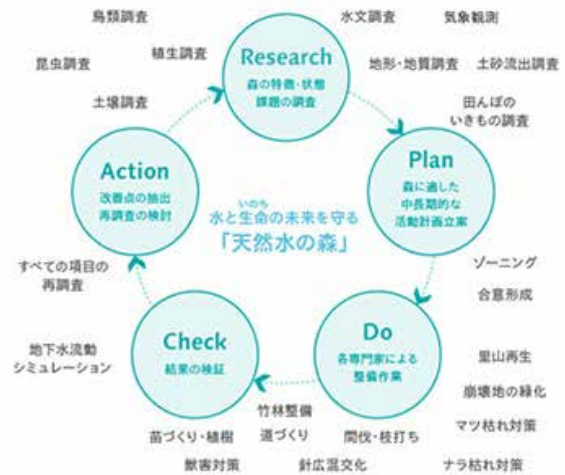 鳥類調査
水文調査
気象観測
昆虫調査
植生調査
地形・地質調査
土砂流出調査
土壌調査
田んぼの
いきもの調査
Research
森の特徴・状態
課題の調査
Plan
森に適した
中長期的な
活動計画立案
Action
改善点の抽出
再調査の検討
いのち
水と生命の未来を守る
「天然水の森」
ゾーニング
合意形成
すべての項目の
再調査
Do
各専門家による
整備作業
Check
結果の検証
地下水流動
シミュレーション
里山再生
崩壊地の緑化
マツ枯れ対策
ナラ枯れ対策
竹林整備
苗づくり・植樹
道づくり
間伐・枝打ち
獣害対策
針広混交化